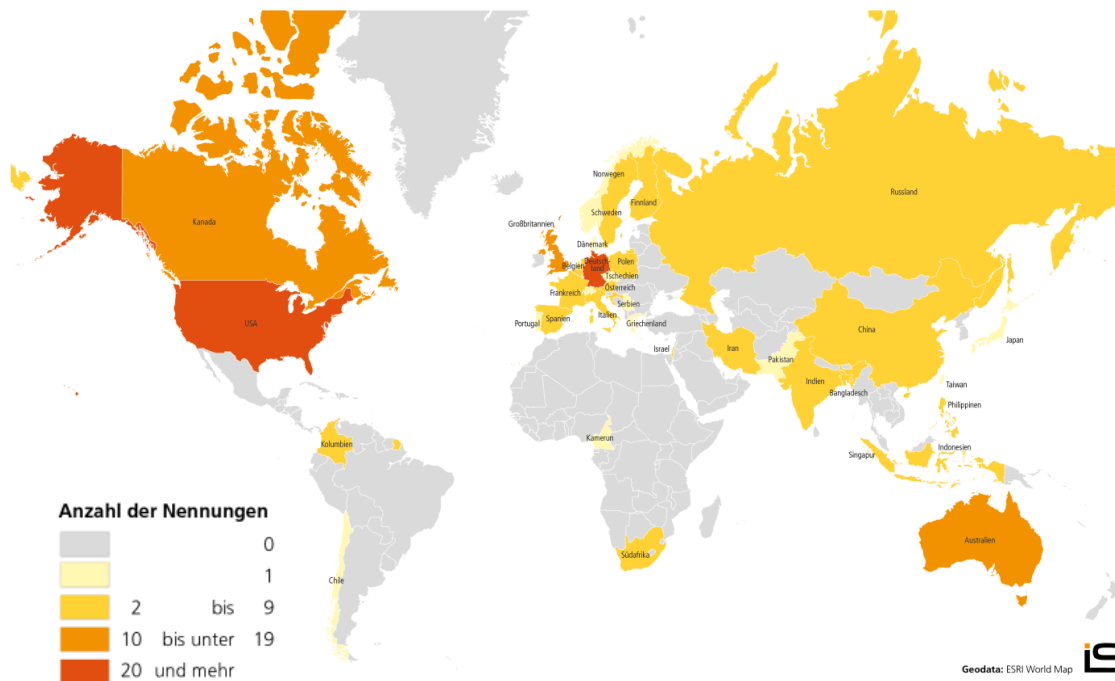 Kanada
USA
Kolumbien
Chile
Norwegen
Schweden
Finnland
Russland
Großbritannien
Dänemark
Belgien
Deutsch-
land
Polen
Tschechien
Österreich
Frankreich
Serbien
Portugal
Spanien
Italien
Griechenland
Israel
Iran
Pakistan
China
Japan
Indien
Bangladesch
Taiwan
Philippinen
Kamerun
Singapur
Indonesien
Südafrika
Australien
Anzahl der Nennungen
0
1
2 bis 9
10 bis unter 19
20 und mehr
Geodata: ESRI World Map